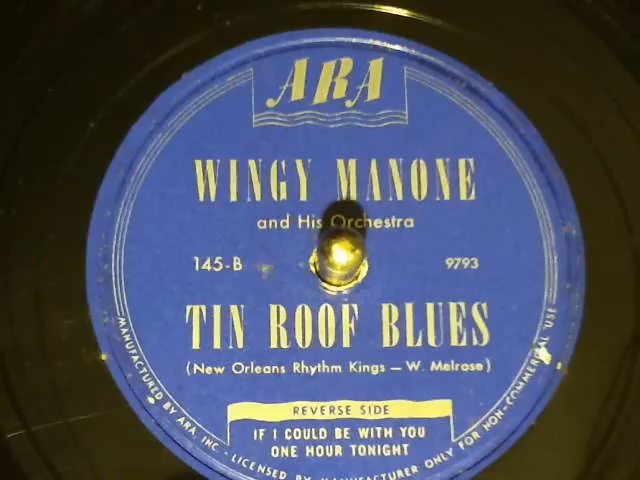 ARA
WINGY MANONE
and His Orchestra
145-B 9793
TIN ROOF BLUES
(New Orleans Rhythm Kings — W. Melrose)
REVERSE SIDE
IF I COULD BE WITH YOU
ONE HOUR TONIGHT
MANUFACTURED BY ARA, INC. - LICENSED BY MANUFACTURER ONLY FOR NON-COMMERCIAL USE